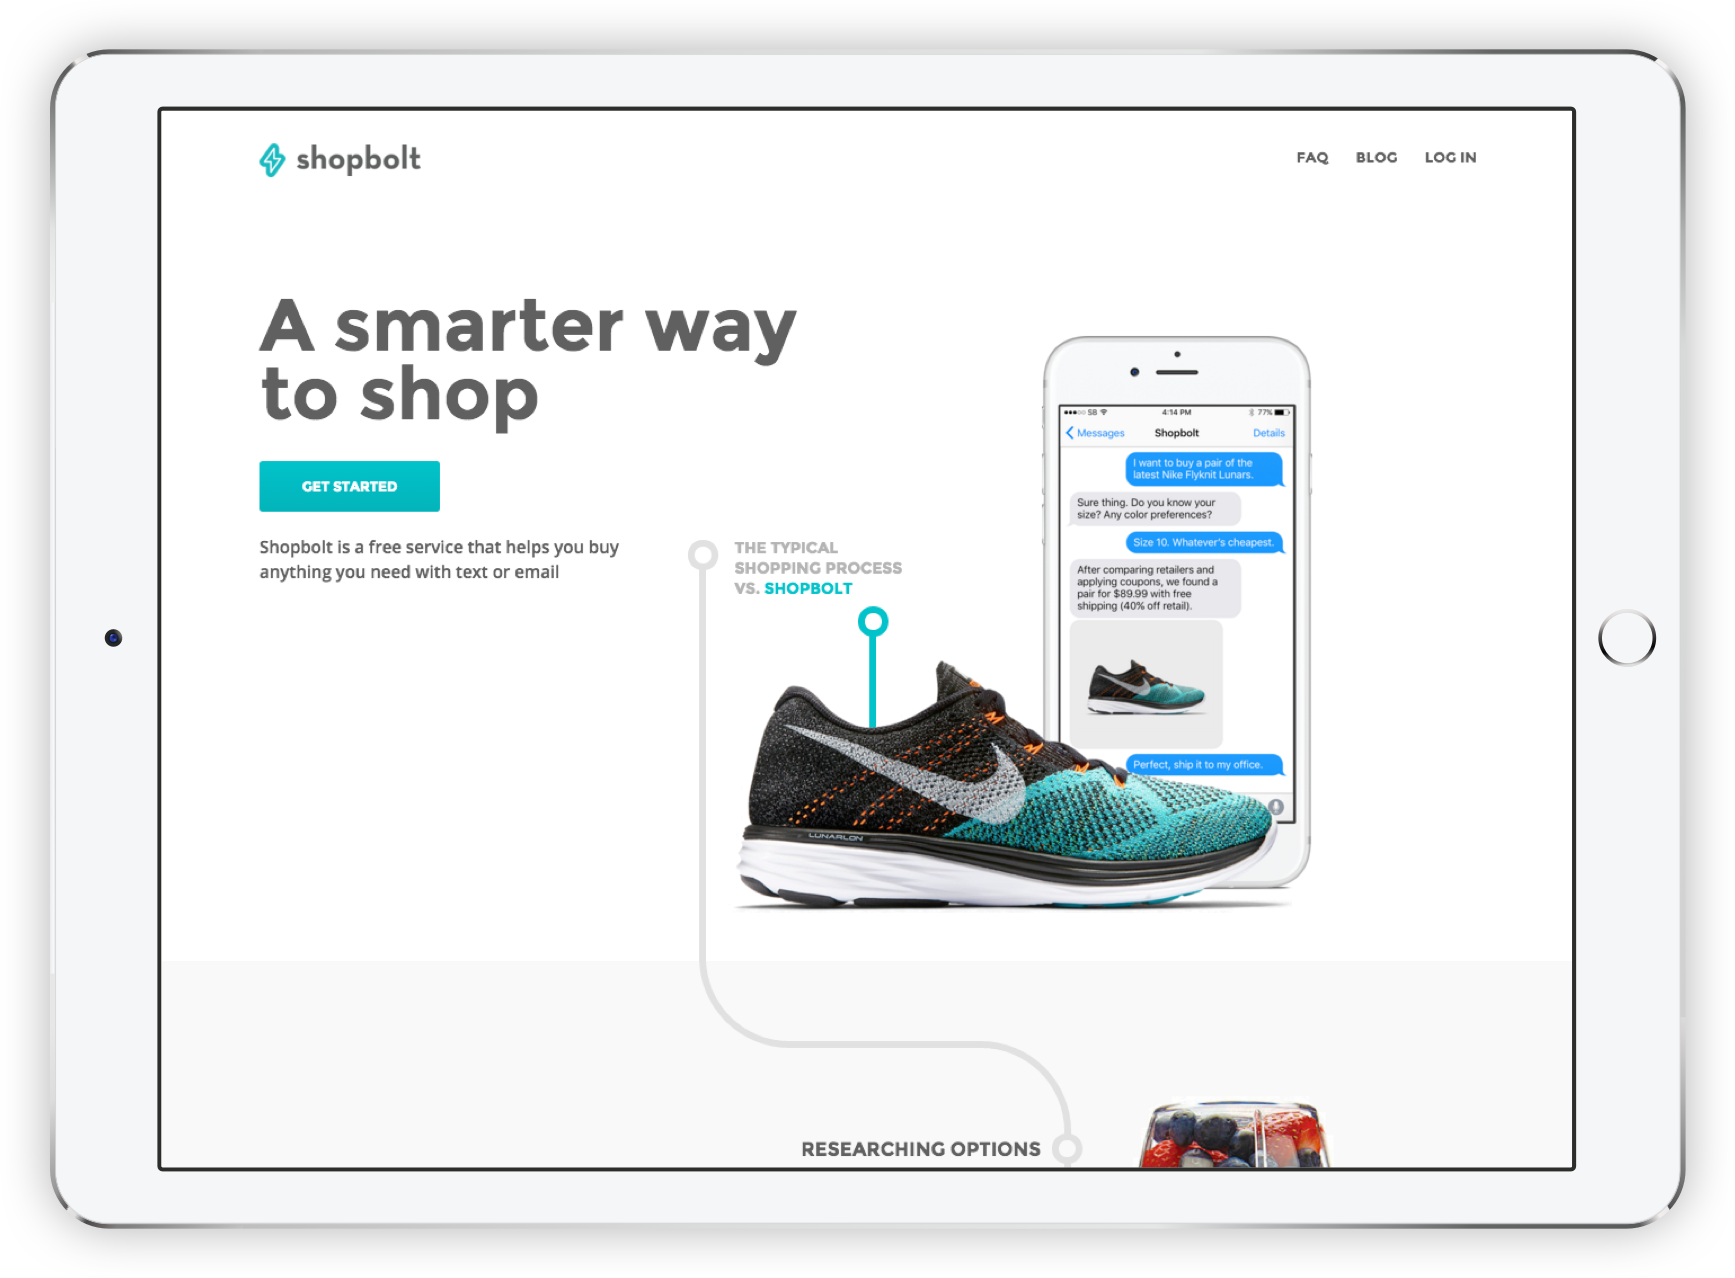 shopbolt
FAQ BLOG LOG IN
A smarter way
to shop
GET STARTED
Shopbolt is a free service that helps you buy
anything you need with text or email
THE TYPICAL
SHOPPING PROCESS
VS. SHOPBOLT
SB 4:14 PM 77%
Messages Shopbolt Details
I want to buy a pair of the
latest Nike Flyknit Lunars.
Sure thing. Do you know your
size? Any color preferences?
Size 10. Whatever's cheapest.
After comparing retailers and
applying coupons, we found a
pair for $89.99 with free
shipping (40% off retail).
Perfect, ship it to my office.
LUNARLON
RESEARCHING OPTIONS